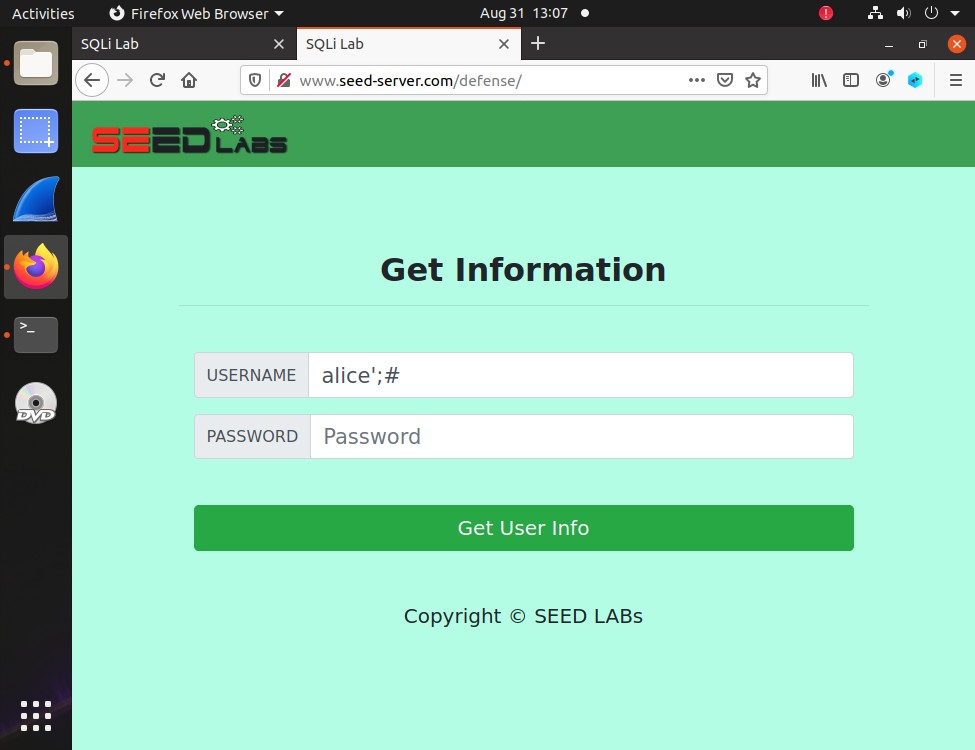 Activities Firefox Web Browser Aug 31 13:07
SQLi Lab SQLi Lab
www.seed-server.com/defense/
SEED LABS
Get Information
USERNAME alice';#
PASSWORD Password
Get User Info
Copyright © SEED LABs
>_
DVD